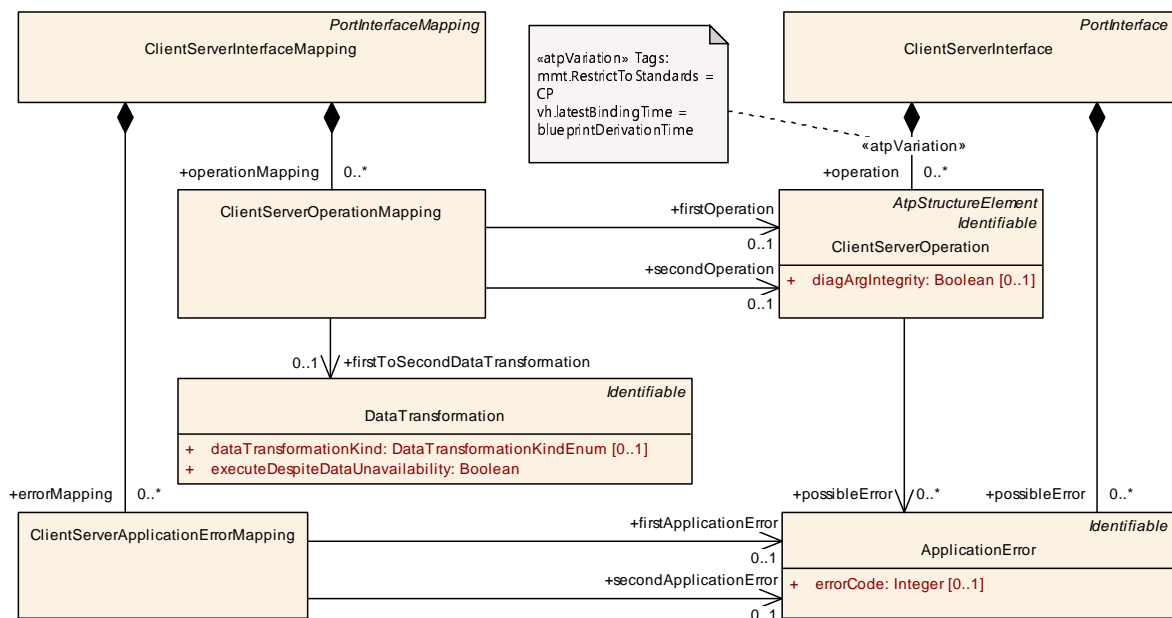 PortInterfaceMapping
ClientServerInterfaceMapping
PortInterface
ClientServerInterface
«atpVariation» Tags:
mmt.RestrictToStandards =
CP
vh.latestBindingTime =
blueprintDerivationTime
«atpVariation»
+operationMapping
0..*
+operation
0..*
ClientServerOperationMapping
AtpStructureElement
Identifiable
ClientServerOperation
+ diagArgIntegrity: Boolean [0..1]
+firstOperation
0..1
+secondOperation
0..1
0..1
+firstToSecondDataTransformation
Identifiable
DataTransformation
+ dataTransformationKind: DataTransformationKindEnum [0..1]
+ executeDespiteDataUnavailability: Boolean
+errorMapping
0..*
+possibleError
0..*
+possibleError
0..*
ClientServerApplicationErrorMapping
+firstApplicationError
0..1
+secondApplicationError
0..1
Identifiable
ApplicationError
+ errorCode: Integer [0..1]